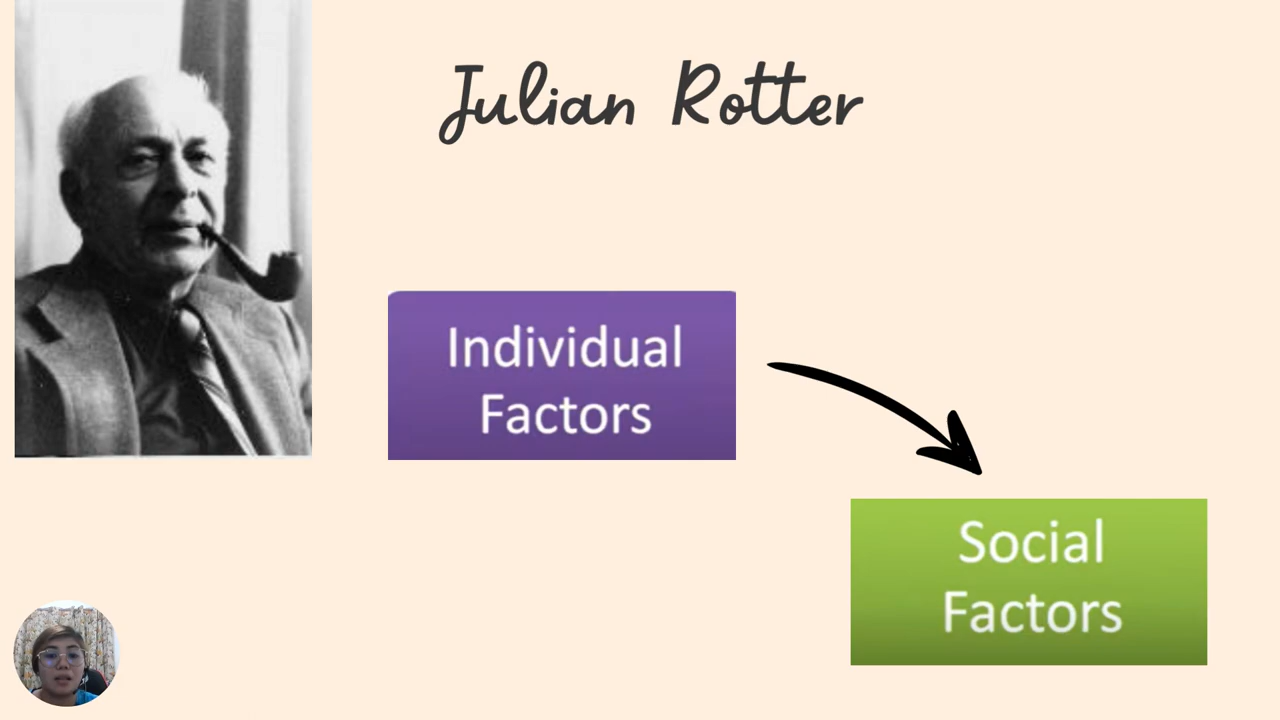 Julian Rotter
Individual
Factors
Social
Factors